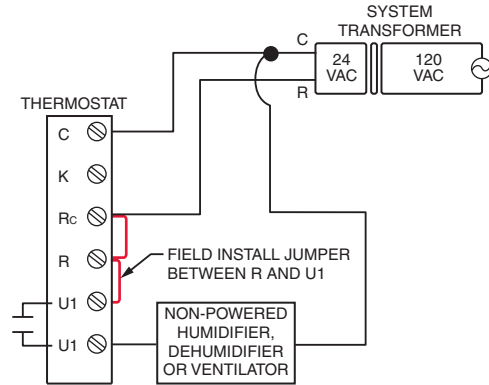 SYSTEM
TRANSFORMER
C
24
VAC
120
VAC
R
THERMOSTAT
C
K
Rc
R
FIELD INSTALL JUMPER
BETWEEN R AND U1
U1
U1
NON-POWERED
HUMIDIFIER,
DEHUMIDIFIER
OR VENTILATOR